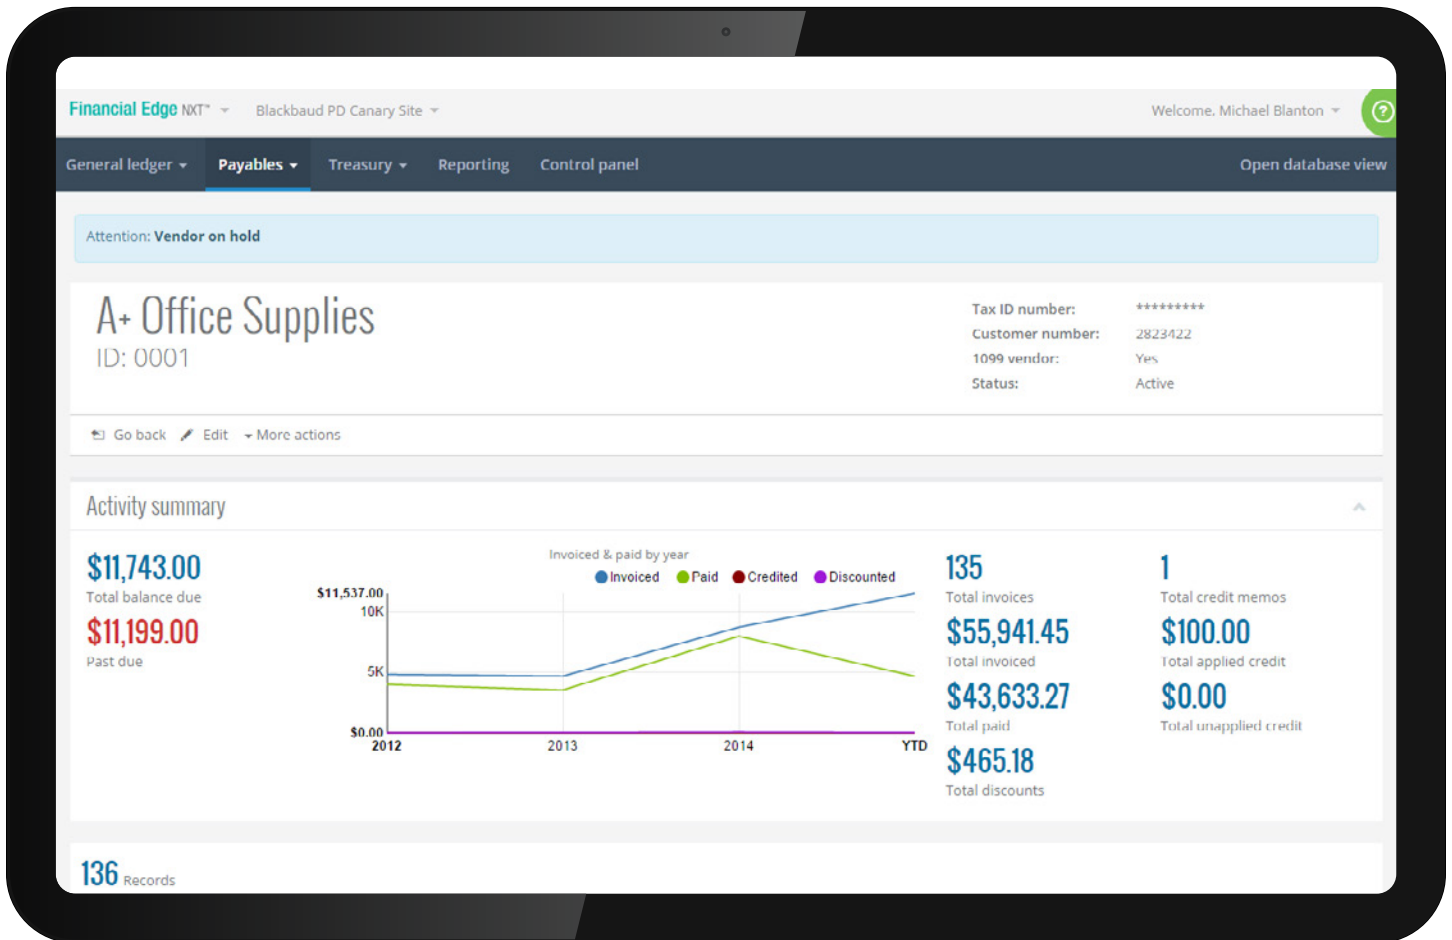 Financial Edge NXT™ Blackbaud PD Canary Site Welcome, Michael Blanton ?
General ledger Payables Treasury Reporting Control panel Open database view
Attention: Vendor on hold
A+ Office Supplies
ID: 0001
Tax ID number: *********
Customer number: 2823422
1099 vendor: Yes
Status: Active
Go back Edit More actions
Activity summary
$11,743.00
Total balance due
$11,199.00
Past due
Invoiced & paid by year
Invoiced Paid Credited Discounted
$11,537.00
10K
5K
$0.00
2012 2013 2014 YTD
135
Total invoices
$55,941.45
Total invoiced
$43,633.27
Total paid
$465.18
Total discounts
1
Total credit memos
$100.00
Total applied credit
$0.00
Total unapplied credit
136 Records